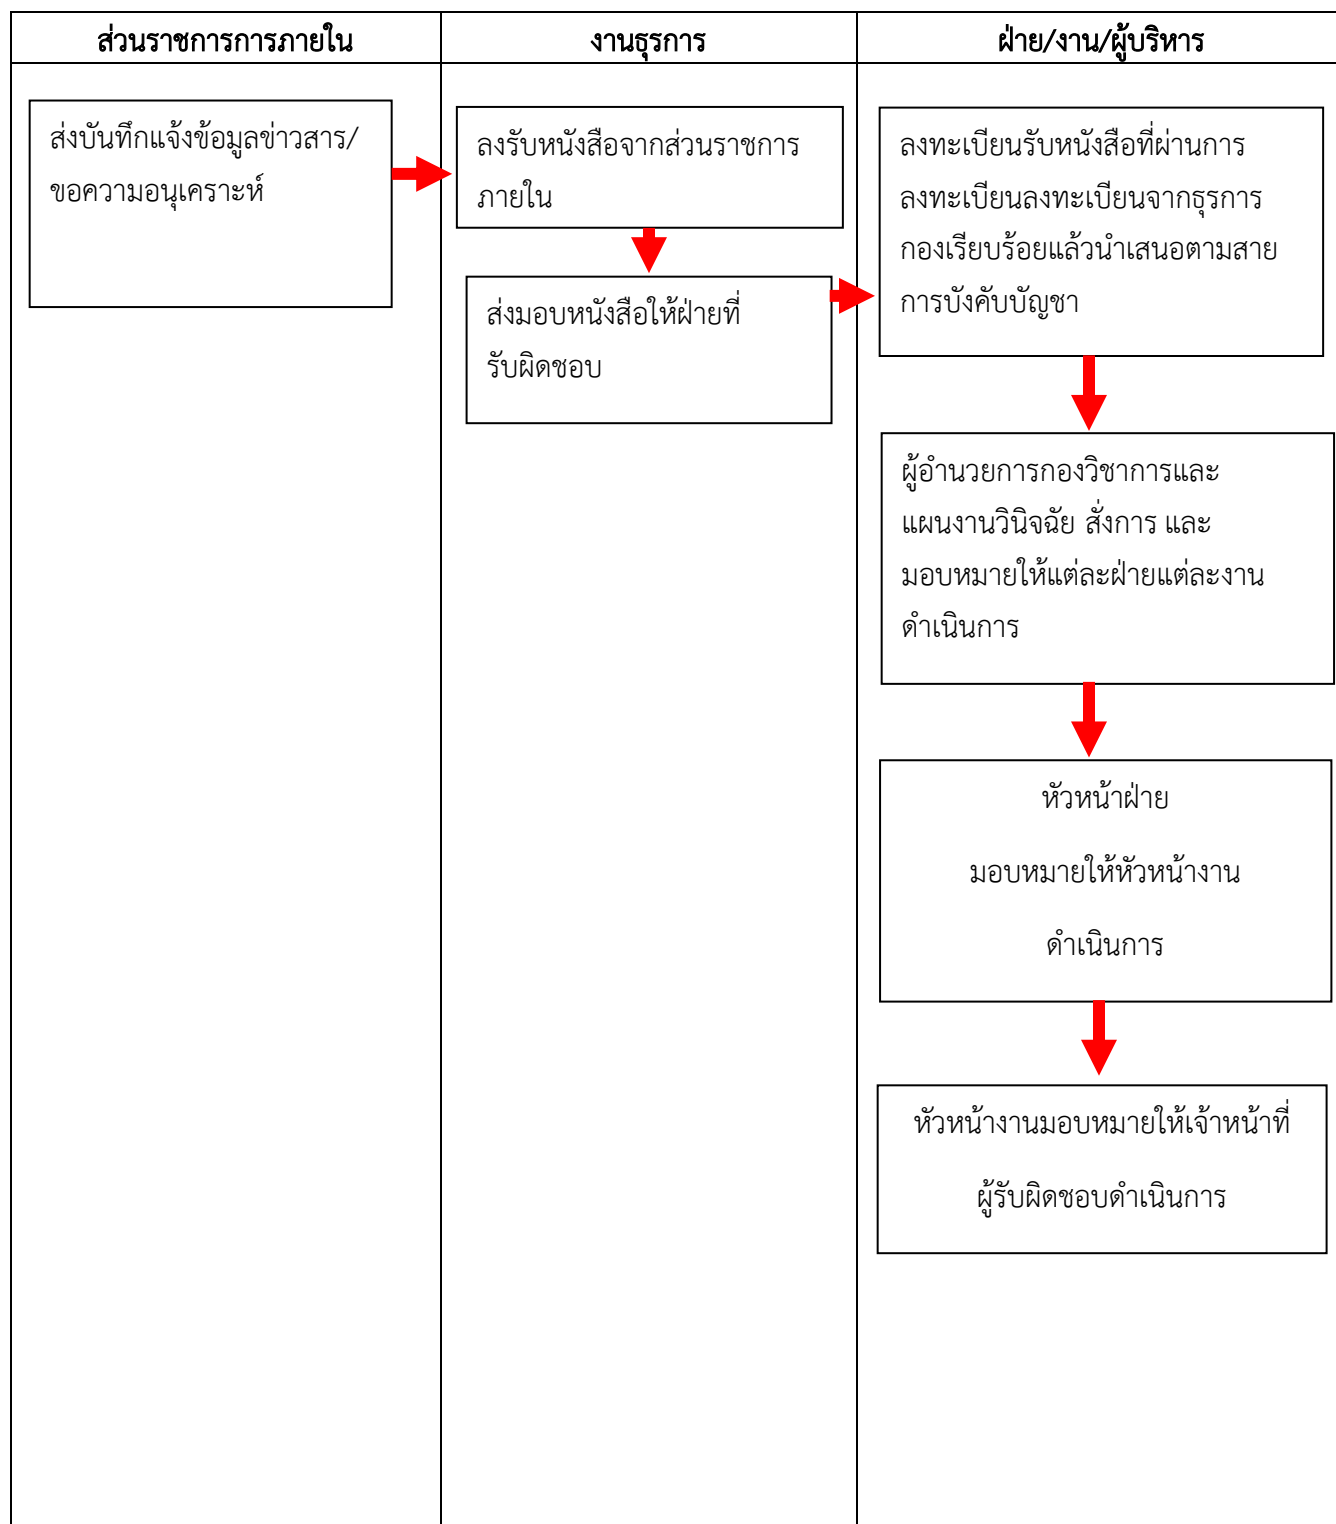 ส่วนราชการการภายใน
งานธุรการ
ฝ่าย/งาน/ผู้บริหาร
ส่งบันทึกแจ้งข้อมูลข่าวสาร/
ขอความอนุเคราะห์
ลงรับหนังสือจากส่วนราชการ
ภายใน
ส่งมอบหนังสือให้ฝ่ายที่
รับผิดชอบ
ลงทะเบียนรับหนังสือที่ผ่านการ
ลงทะเบียนลงทะเบียนจากธุรการ
กองเรียบร้อยแล้วนำเสนอตามสาย
การบังคับบัญชา
ผู้อำนวยการกองวิชาการและ
แผนงานวินิจฉัย สั่งการ และ
มอบหมายให้แต่ละฝ่ายแต่ละงาน
ดำเนินการ
หัวหน้าฝ่าย
มอบหมายให้หัวหน้างาน
ดำเนินการ
หัวหน้างานมอบหมายให้เจ้าหน้าที่
ผู้รับผิดชอบดำเนินการ